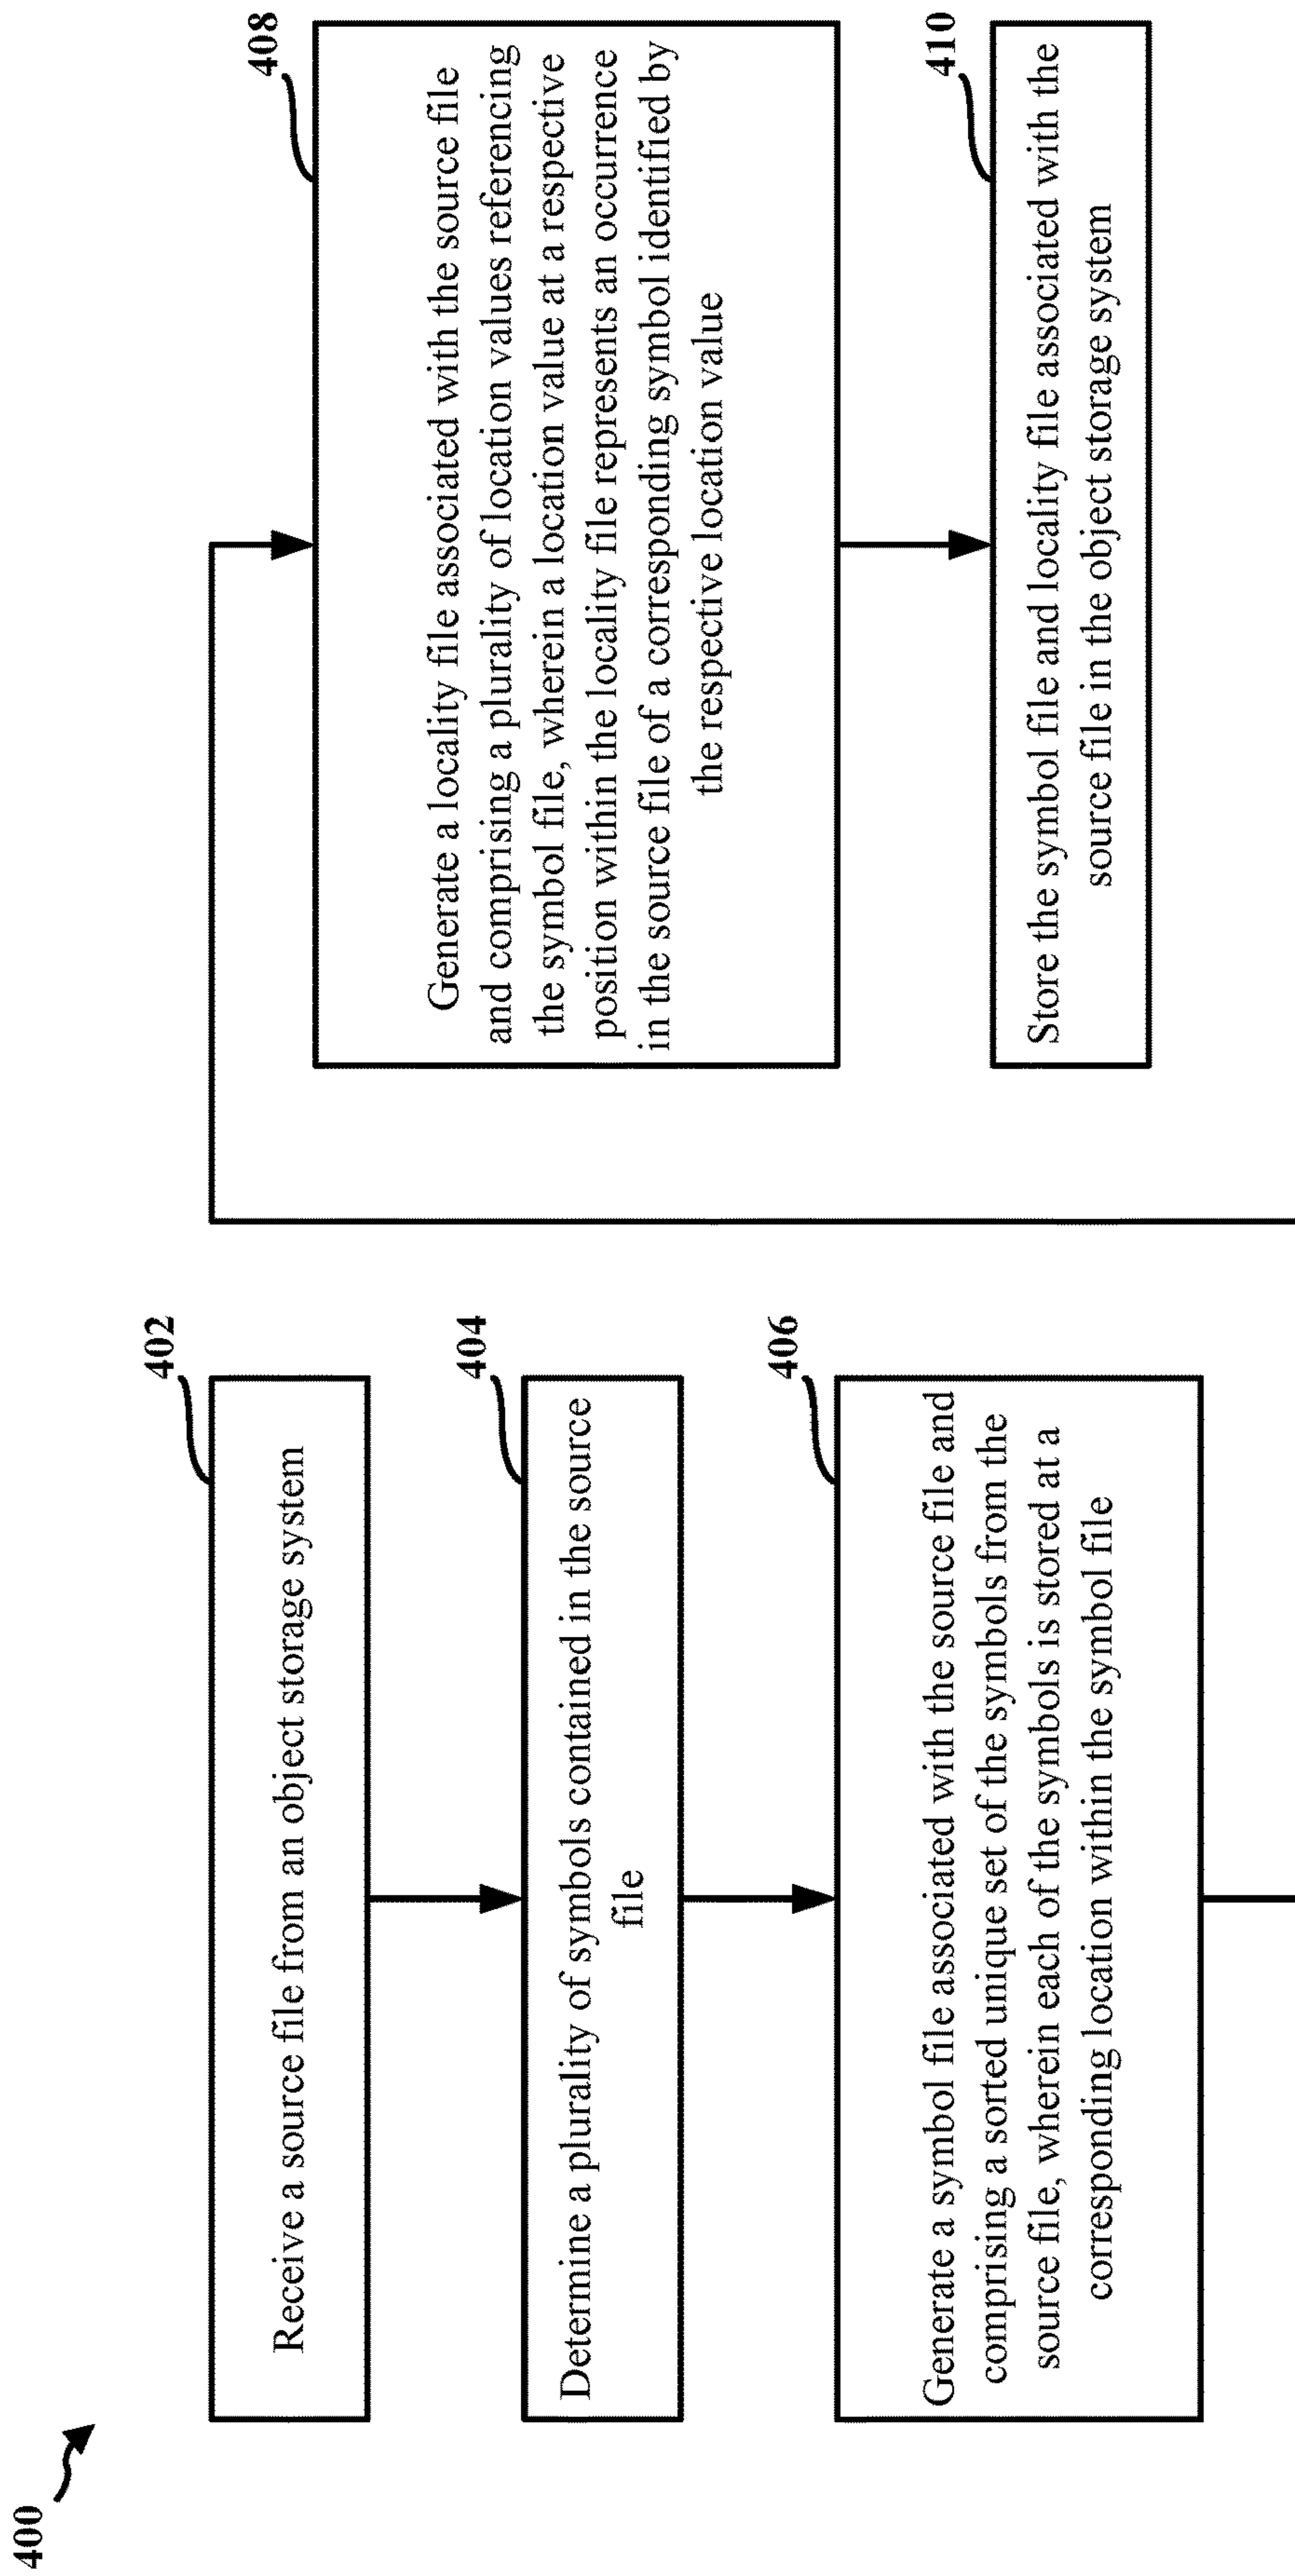 400
402
Receive a source file from an object storage system
404
Determine a plurality of symbols contained in the source
file
406
Generate a symbol file associated with the source file and
comprising a sorted unique set of the symbols from the
source file, wherein each of the symbols is stored at a
corresponding location within the symbol file
408
Generate a locality file associated with the source file
and comprising a plurality of location values referencing
the symbol file, wherein a location value at a respective
position within the locality file represents an occurrence
in the source file of a corresponding symbol identified by
the respective location value
410
Store the symbol file and locality file associated with the
source file in the object storage system